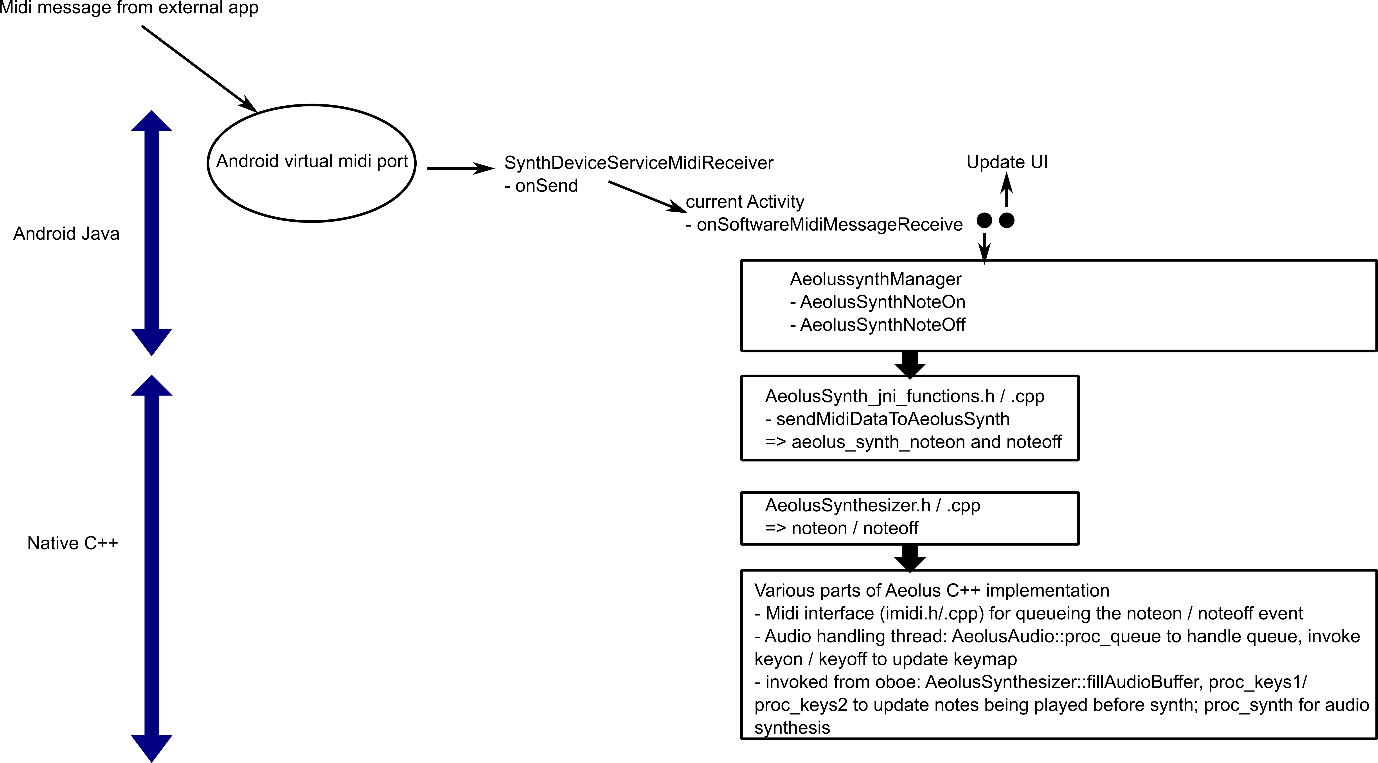 Midi message from external app
Android virtual midi port
SynthDeviceServiceMidiReceiver
- onSend
Update UI
current Activity
- onSoftwareMidiMessageReceive
Android Java
AeolussynthManager
- AeolusSynthNoteOn
- AeolusSynthNoteOff
AeolusSynth_jni_functions.h / .cpp
- sendMidiDataToAeolusSynth
=> aeolus_synth_noteon and noteoff
AeolusSynthesizer.h / .cpp
=> noteon / noteoff
Native C++
Various parts of Aeolus C++ implementation
- Midi interface (imidi.h/.cpp) for queueing the noteon / noteoff event
- Audio handling thread: AeolusAudio::proc_queue to handle queue, invoke
keyon / keyoff to update keymap
- invoked from oboe: AeolusSynthesizer::fillAudioBuffer, proc_keys1/
proc_keys2 to update notes being played before synth; proc_synth for audio
synthesis